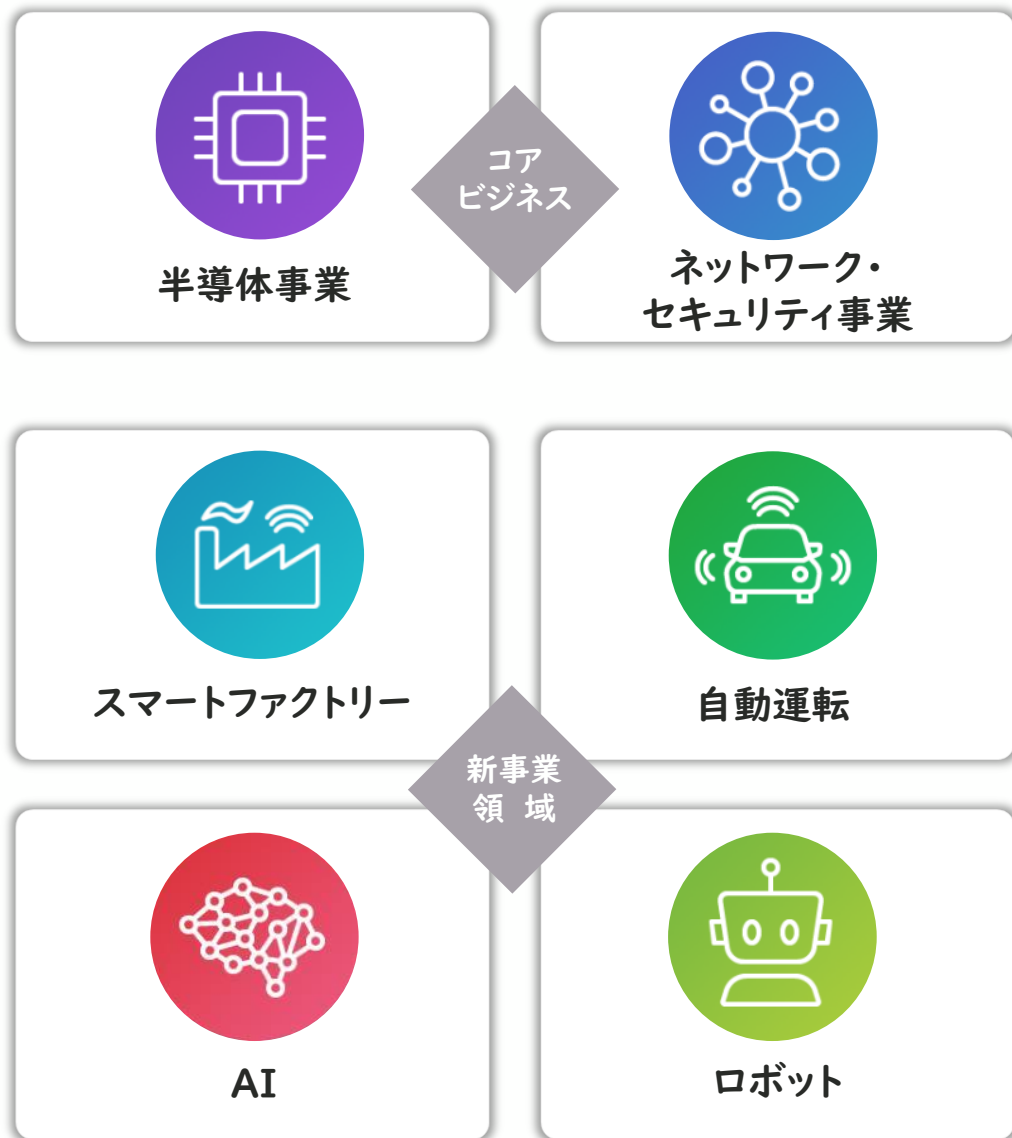 コア
ビジネス
半導体事業
ネットワーク・
セキュリティ事業
スマートファクトリー
自動運転
新事業
領 域
AI
ロボット